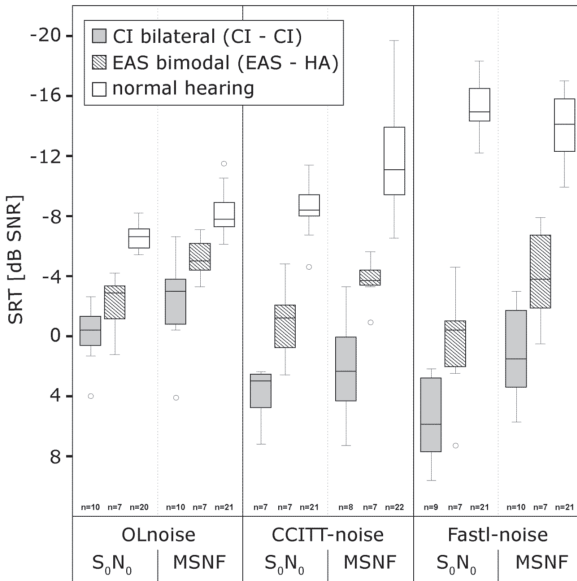 -20
-16
-12
-8
-4
0
4
8
SRT [dB SNR]
CI bilateral (CI - CI)
EAS bimodal (EAS - HA)
normal hearing
n=10 n=7 n=20 n=10 n=7 n=21 n=7 n=7 n=21 n=8 n=7 n=22 n=9 n=7 n=21 n=10 n=7 n=21
OLnoise CCITT-noise Fastl-noise
S₀N₀ MSNF S₀N₀ MSNF S₀N₀ MSNF